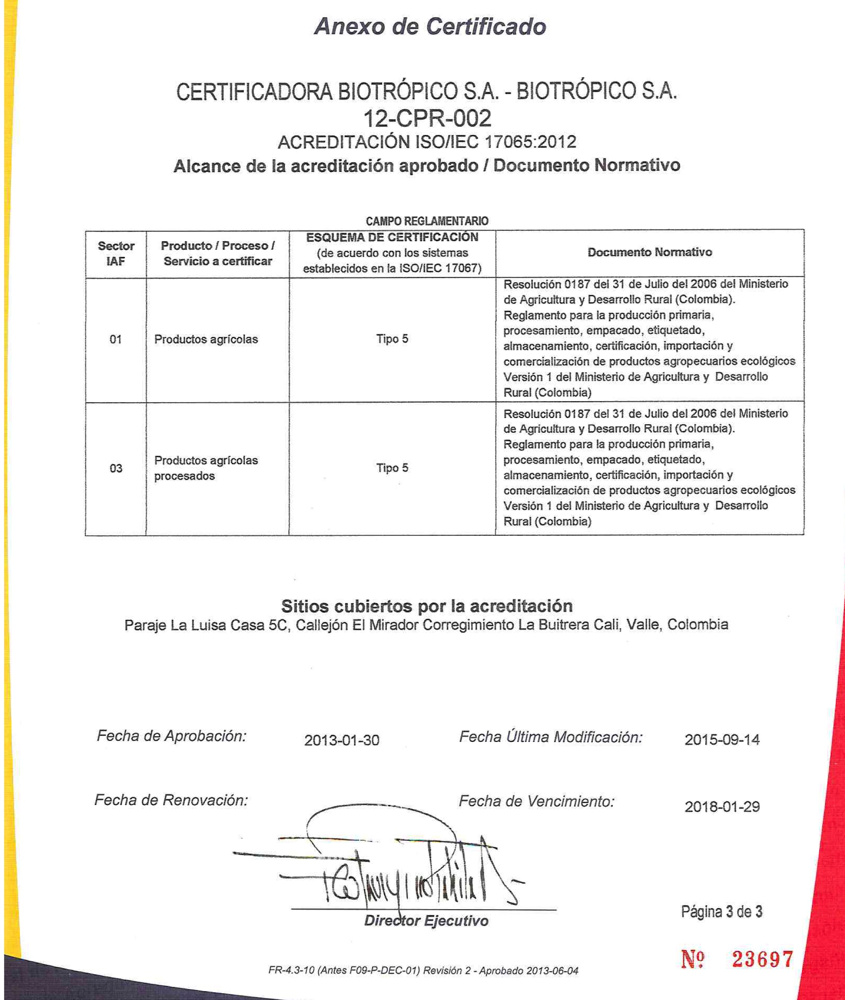 Anexo de Certificado
CERTIFICADORA BIOTRÓPICO S.A. - BIOTRÓPICO S.A.
12-CPR-002
ACREDITACIÓN ISO/IEC 17065:2012
Alcance de la acreditación aprobado / Documento Normativo
CAMPO REGLAMENTARIO
Sector
IAF
Producto / Proceso /
Servicio a certificar
ESQUEMA DE CERTIFICACIÓN
(de acuerdo con los sistemas
establecidos en la ISO/IEC 17067)
Documento Normativo
01
Productos agrícolas
Tipo 5
Resolución 0187 del 31 de Julio del 2006 del Ministerio
de Agricultura y Desarrollo Rural (Colombia).
Reglamento para la producción primaria,
procesamiento, empacado, etiquetado,
almacenamiento, certificación, importación y
comercialización de productos agropecuarios ecológicos
Versión 1 del Ministerio de Agricultura y Desarrollo
Rural (Colombia)
03
Productos agrícolas
procesados
Tipo 5
Resolución 0187 del 31 de Julio del 2006 del Ministerio
de Agricultura y Desarrollo Rural (Colombia).
Reglamento para la producción primaria,
procesamiento, empacado, etiquetado,
almacenamiento, certificación, importación y
comercialización de productos agropecuarios ecológicos
Versión 1 del Ministerio de Agricultura y Desarrollo
Rural (Colombia)
Sitios cubiertos por la acreditación
Paraje La Luisa Casa 5C, Callejón El Mirador Corregimiento La Buitrera Cali, Valle, Colombia
Fecha de Aprobación: 2013-01-30 Fecha Última Modificación: 2015-09-14
Fecha de Renovación: Fecha de Vencimiento: 2018-01-29
Director Ejecutivo
Página 3 de 3
Nº 23697
FR-4.3-10 (Antes F09-P-DEC-01) Revisión 2 - Aprobado 2013-06-04